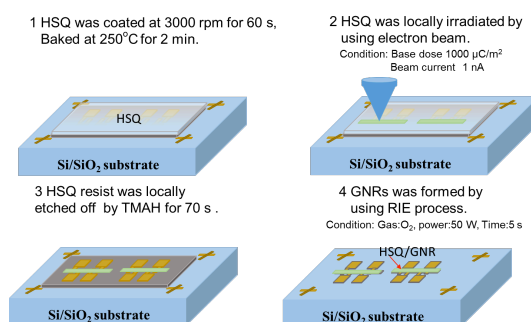 1 HSQ was coated at 3000 rpm for 60 s,
Baked at 250°C for 2 min.
HSQ
Si/SiO2 substrate
2 HSQ was locally irradiated by
using electron beam.
Condition: Base dose 1000 μC/m²
Beam current 1 nA
Si/SiO2 substrate
3 HSQ resist was locally
etched off by TMAH for 70 s .
Si/SiO2 substrate
4 GNRs was formed by
using RIE process.
Condition: Gas:O2, power:50 W, Time:5 s
HSQ/GNR
Si/SiO2 substrate